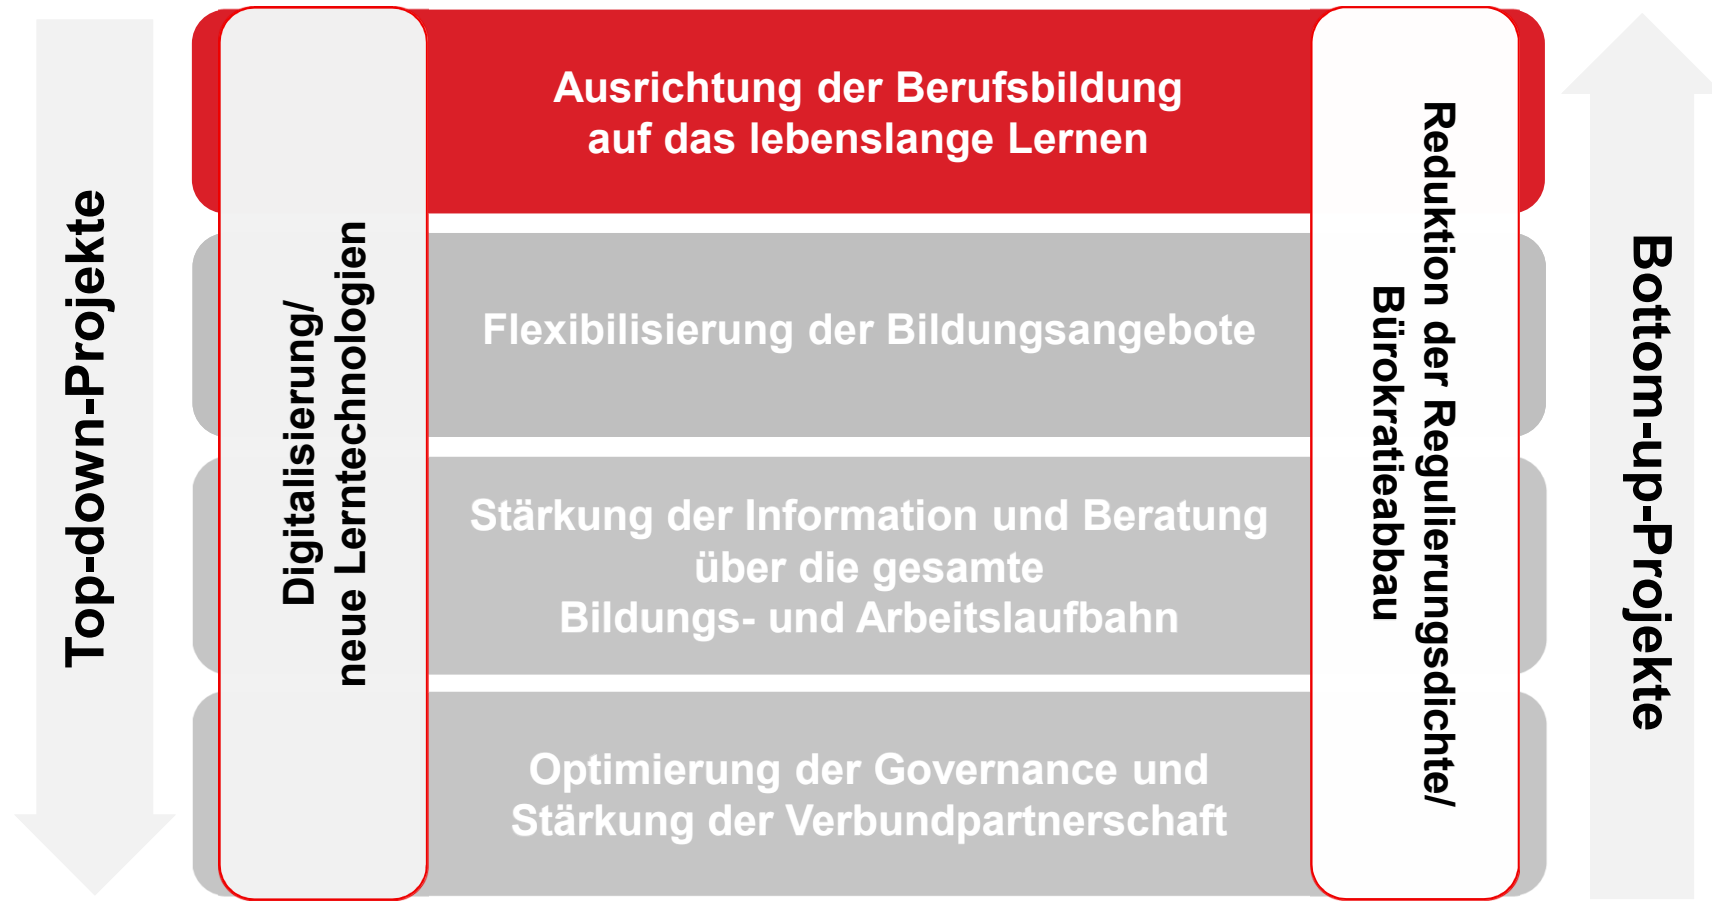 Top-down-Projekte
Digitalisierung/
neue Lerntechnologien
Ausrichtung der Berufsbildung
auf das lebenslange Lernen
Flexibilisierung der Bildungsangebote
Stärkung der Information und Beratung
über die gesamte
Bildungs- und Arbeitslaufbahn
Optimierung der Governance und
Stärkung der Verbundpartnerschaft
Reduktion der Regulierungsdichte/
Bürokratieabbau
Bottom-up-Projekte